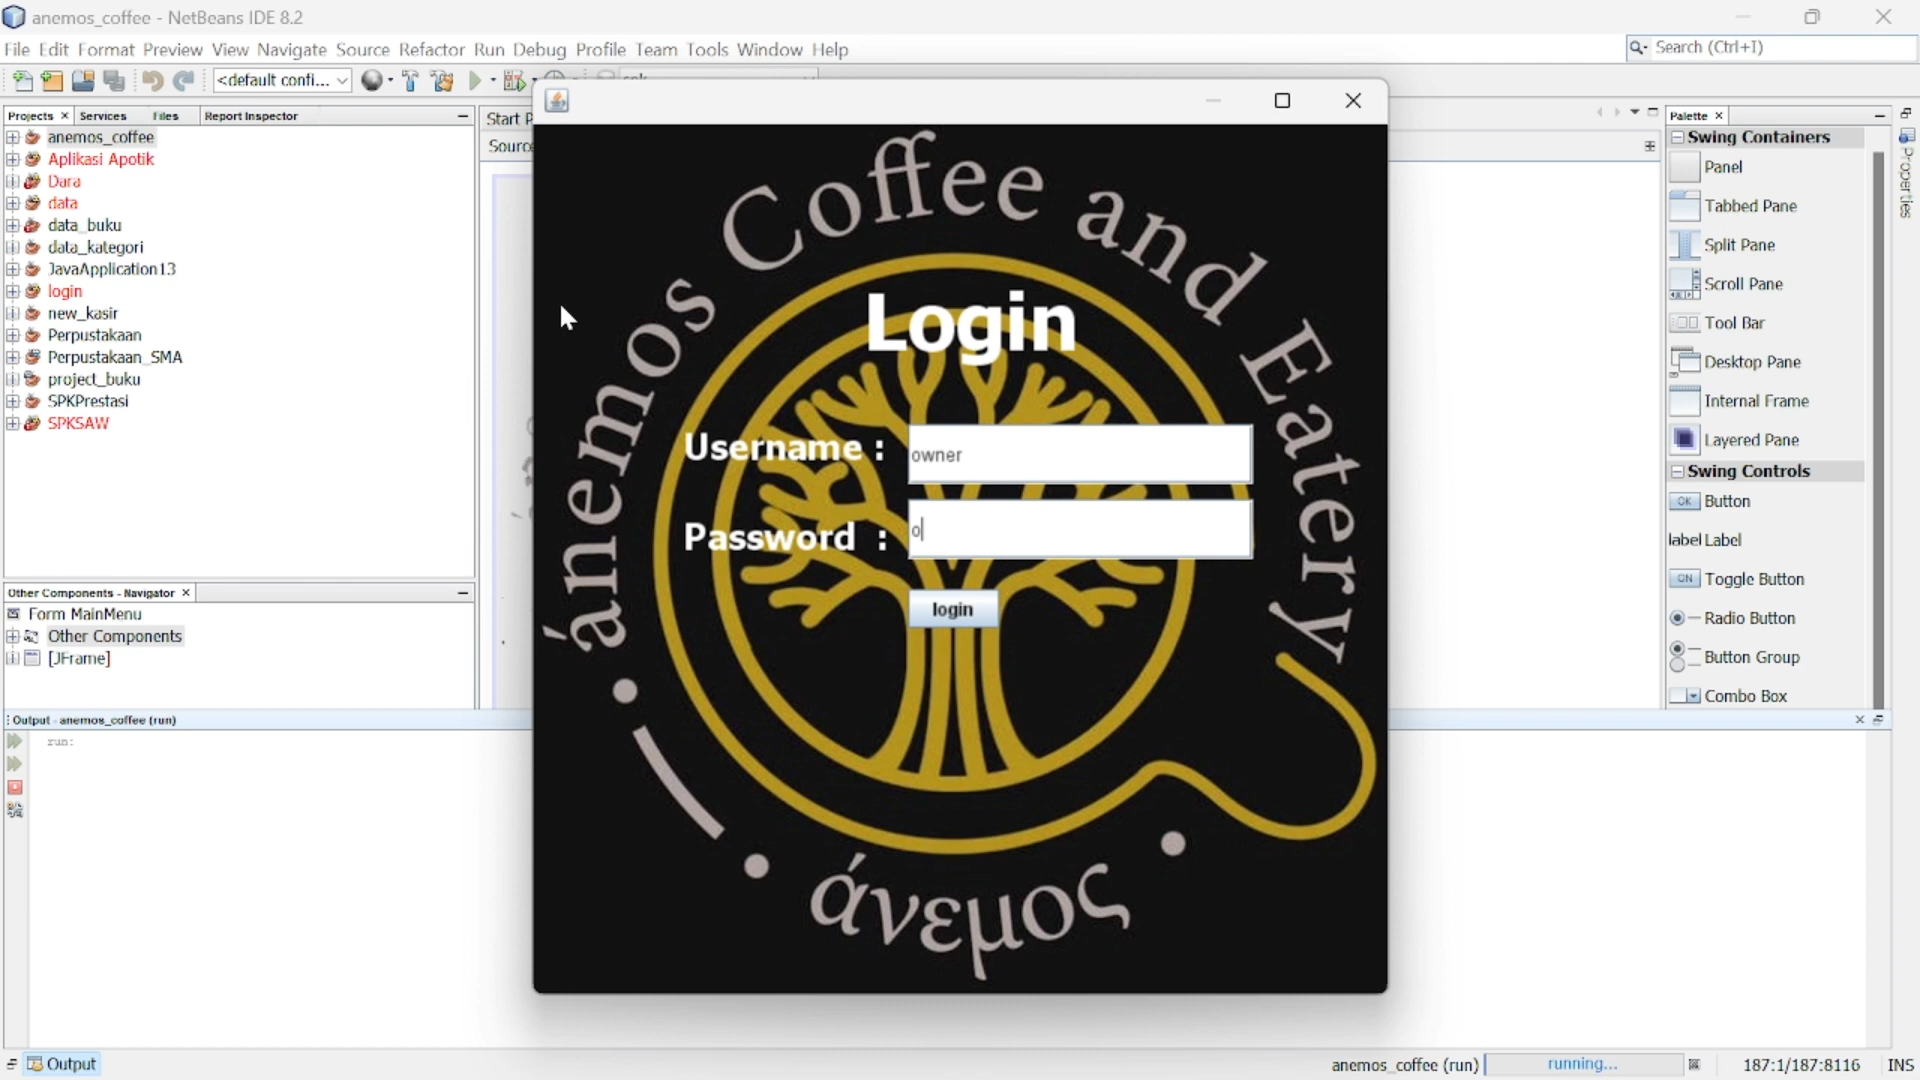 anemos_coffee - NetBeans IDE 8.2
File Edit Format Preview View Navigate Source Refactor Run Debug Profile Team Tools Window Help
Search (Ctrl+I)
<default confi...
Projects Services Files Report Inspector
anemos_coffee
Aplikasi Apotik
Dara
data
data_buku
data_kategori
JavaApplication13
login
new_kasir
Perpustakaan
Perpustakaan_SMA
project_buku
SPKPrestasi
SPKSAW
Other Components - Navigator
Form MainMenu
Other Components
[JFrame]
Output - anemos_coffee (run)
run:
Start P
Source
ánemos Coffee and Eatery
Login
Username :
owner
Password :
o
login
άνεμος
Palette
Swing Containers
Panel
Tabbed Pane
Split Pane
Scroll Pane
Tool Bar
Desktop Pane
Internal Frame
Layered Pane
Swing Controls
OK Button
label Label
ON Toggle Button
Radio Button
Button Group
Combo Box
Properties
Output
anemos_coffee (run)
running...
187:1/187:8116
INS